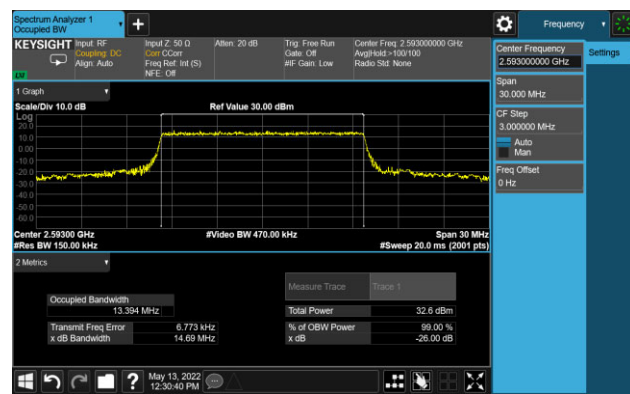 Spectrum Analyzer 1
Occupied BW
Frequency
KEYSIGHT
Input: RF
Coupling: DC
Align: Auto
Input Z: 50 Ω
Corr CCorr
Freq Ref: Int (S)
NFE: Off
Atten: 20 dB
Trig: Free Run
Gate: Off
#IF Gain: Low
Center Freq: 2.593000000 GHz
Avg|Hold:>100/100
Radio Std: None
Center Frequency
2.593000000 GHz
Settings
Span
30.000 MHz
CF Step
3.000000 MHz
Auto
Man
Freq Offset
0 Hz
1 Graph
Scale/Div 10.0 dB
Ref Value 30.00 dBm
Log
20.0
10.0
0.00
-10.0
-20.0
-30.0
-40.0
-50.0
-60.0
Center 2.59300 GHz
#Video BW 470.00 kHz
Span 30 MHz
#Res BW 150.00 kHz
#Sweep 20.0 ms (2001 pts)
2 Metrics
Measure Trace
Trace 1
Occupied Bandwidth
13.394 MHz
Total Power
32.6 dBm
Transmit Freq Error
6.773 kHz
% of OBW Power
99.00 %
x dB Bandwidth
14.69 MHz
x dB
-26.00 dB
May 13, 2022
12:30:40 PM